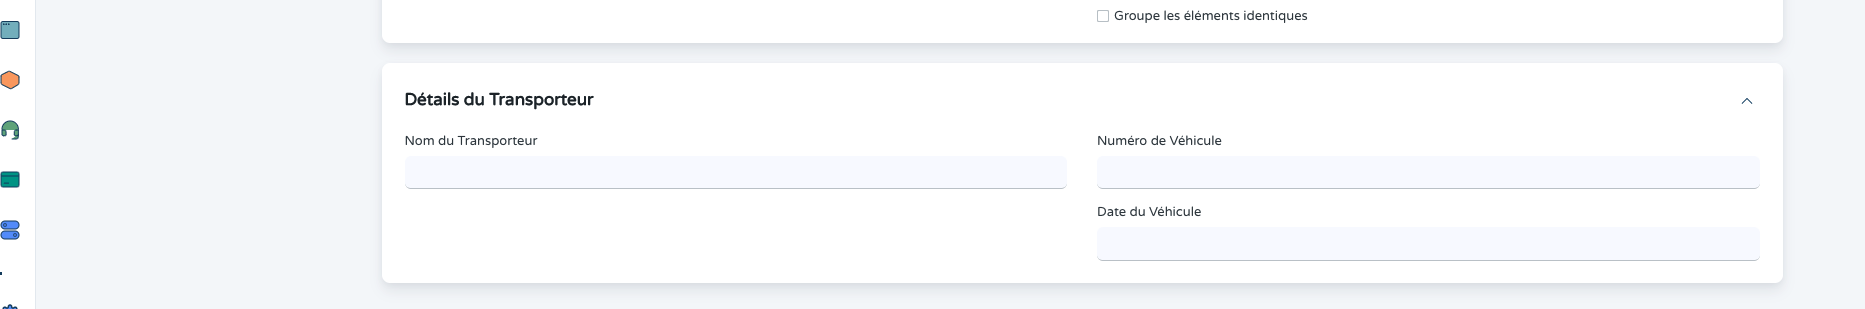 Groupe les éléments identiques
Détails du Transporteur
Nom du Transporteur
Numéro de Véhicule
Date du Véhicule